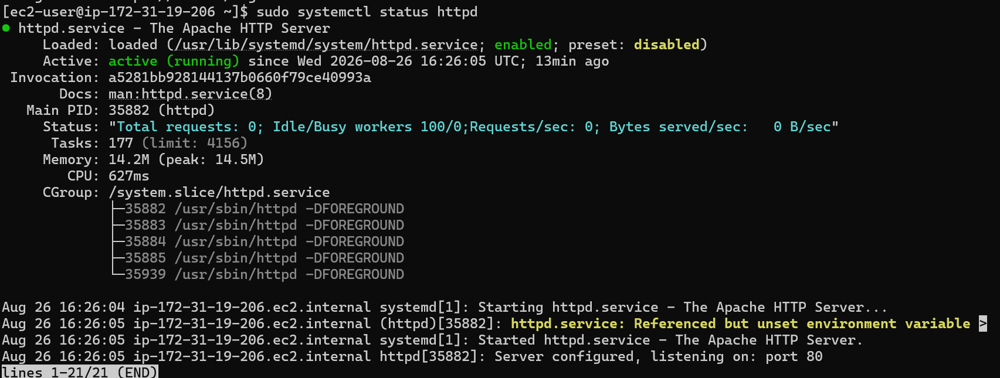 [ec2-user@ip-172-31-19-206 ~]$ sudo systemctl status httpd
● httpd.service - The Apache HTTP Server
     Loaded: loaded (/usr/lib/systemd/system/httpd.service; enabled; preset: disabled)
     Active: active (running) since Wed 2026-08-26 16:26:05 UTC; 13min ago
 Invocation: a5281bb928144137b0660f79ce40993a
       Docs: man:httpd.service(8)
   Main PID: 35882 (httpd)
     Status: "Total requests: 0; Idle/Busy workers 100/0;Requests/sec: 0; Bytes served/sec:   0 B/sec"
      Tasks: 177 (limit: 4156)
     Memory: 14.2M (peak: 14.5M)
        CPU: 627ms
     CGroup: /system.slice/httpd.service
             ├─35882 /usr/sbin/httpd -DFOREGROUND
             ├─35883 /usr/sbin/httpd -DFOREGROUND
             ├─35884 /usr/sbin/httpd -DFOREGROUND
             ├─35885 /usr/sbin/httpd -DFOREGROUND
             └─35939 /usr/sbin/httpd -DFOREGROUND

Aug 26 16:26:04 ip-172-31-19-206.ec2.internal systemd[1]: Starting httpd.service - The Apache HTTP Server...
Aug 26 16:26:05 ip-172-31-19-206.ec2.internal (httpd)[35882]: httpd.service: Referenced but unset environment variable >
Aug 26 16:26:05 ip-172-31-19-206.ec2.internal systemd[1]: Started httpd.service - The Apache HTTP Server.
Aug 26 16:26:05 ip-172-31-19-206.ec2.internal httpd[35882]: Server configured, listening on: port 80
lines 1-21/21 (END)